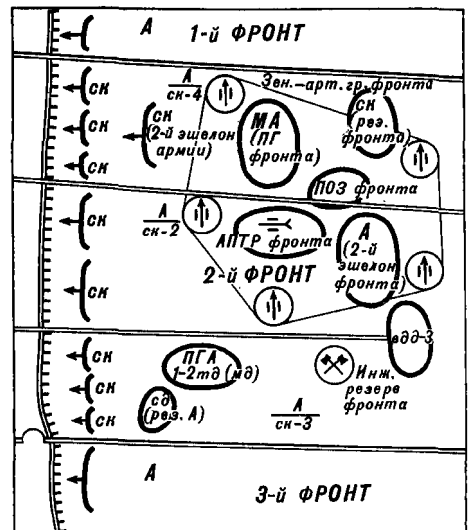 А 1-й ФРОНТ
А
ск-4
Зен.-арт. гр. фронта
ск
ск
ск
ск
(2-й эшелон
армии)
МА
(ПГ
фронта)
СК
(рез.
фронта)
ПОЗ фронта
ск
А
ск-2
АПТР фронта
А
(2-й
эшелон
фронта)
2-й ФРОНТ
ск
вдд-3
ск
ск
ск
ПГА
1-2тд (мд)
сд
(рез. А)
А
ск-3
Инж.
резерв
фронта
А
3-й ФРОНТ